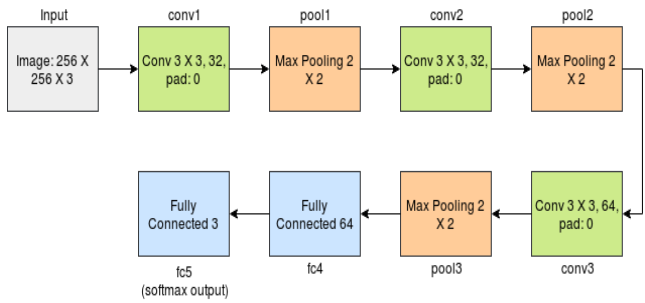 Input
conv1
pool1
conv2
pool2
Image: 256 X
256 X 3
Conv 3 X 3, 32,
pad: 0
Max Pooling 2
X 2
Conv 3 X 3, 32,
pad: 0
Max Pooling 2
X 2
Fully
Connected 3
Fully
Connected 64
Max Pooling 2
X 2
Conv 3 X 3, 64,
pad: 0
fc5
(softmax output)
fc4
pool3
conv3